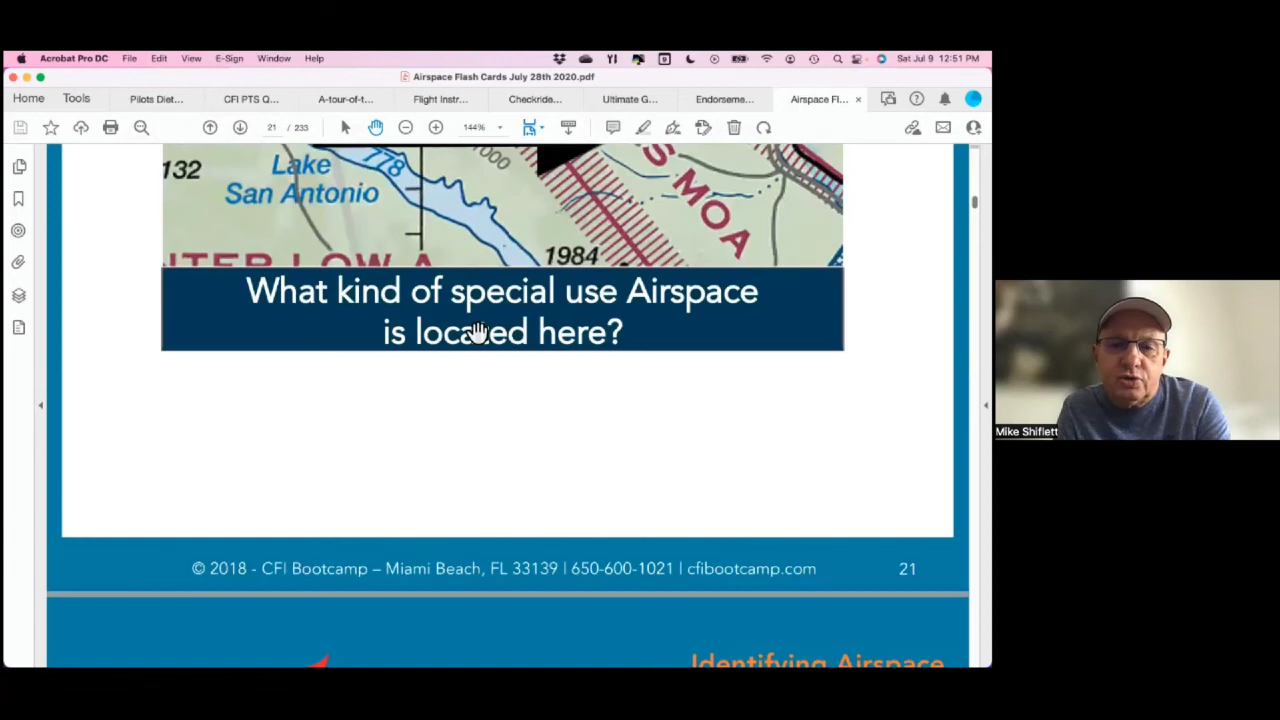 Acrobat Pro DC File Edit View E-Sign Window Help Sat Jul 9 12:51 PM
Airspace Flash Cards July 28th 2020.pdf
Home Tools Pilots Diet... CFI PTS Q... A-tour-of-t... Flight Instr... Checkride... Ultimate G... Endorseme... Airspace Fl... ×
21 / 233 144%
132 Lake 778 000 S MOA
San Antonio
NTER LOW A 1984
What kind of special use Airspace
is located here?
Mike Shiflett
© 2018 - CFI Bootcamp – Miami Beach, FL 33139 | 650-600-1021 | cfibootcamp.com 21
Identifying Airspace